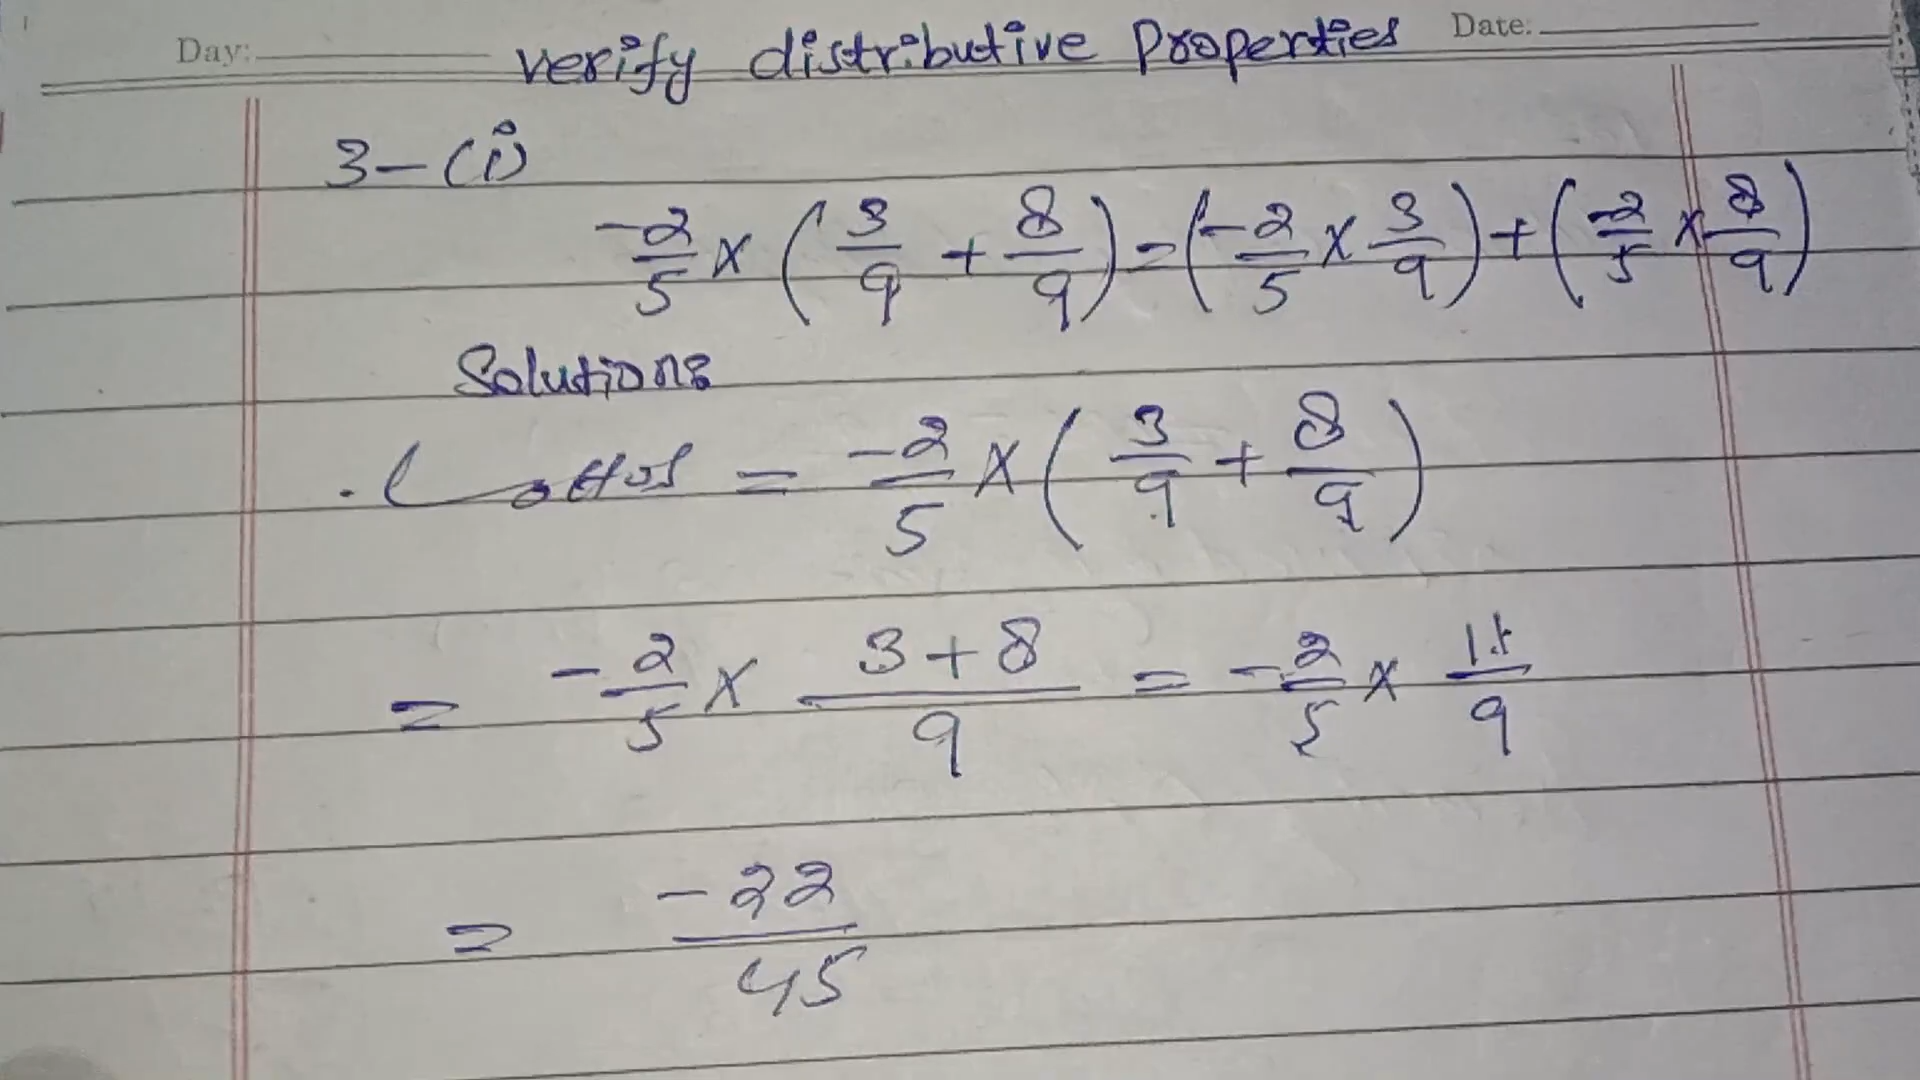 Day: Date:
verify distributive Properties
3-(i)
-2/5 × (3/9 + 8/9) = (-2/5 × 3/9) + (-2/5 × 8/9)
Solutions
= -2/5 × (3/9 + 8/9)
= -2/5 × 3+8/9 = -2/5 × 11/9
= -22/45